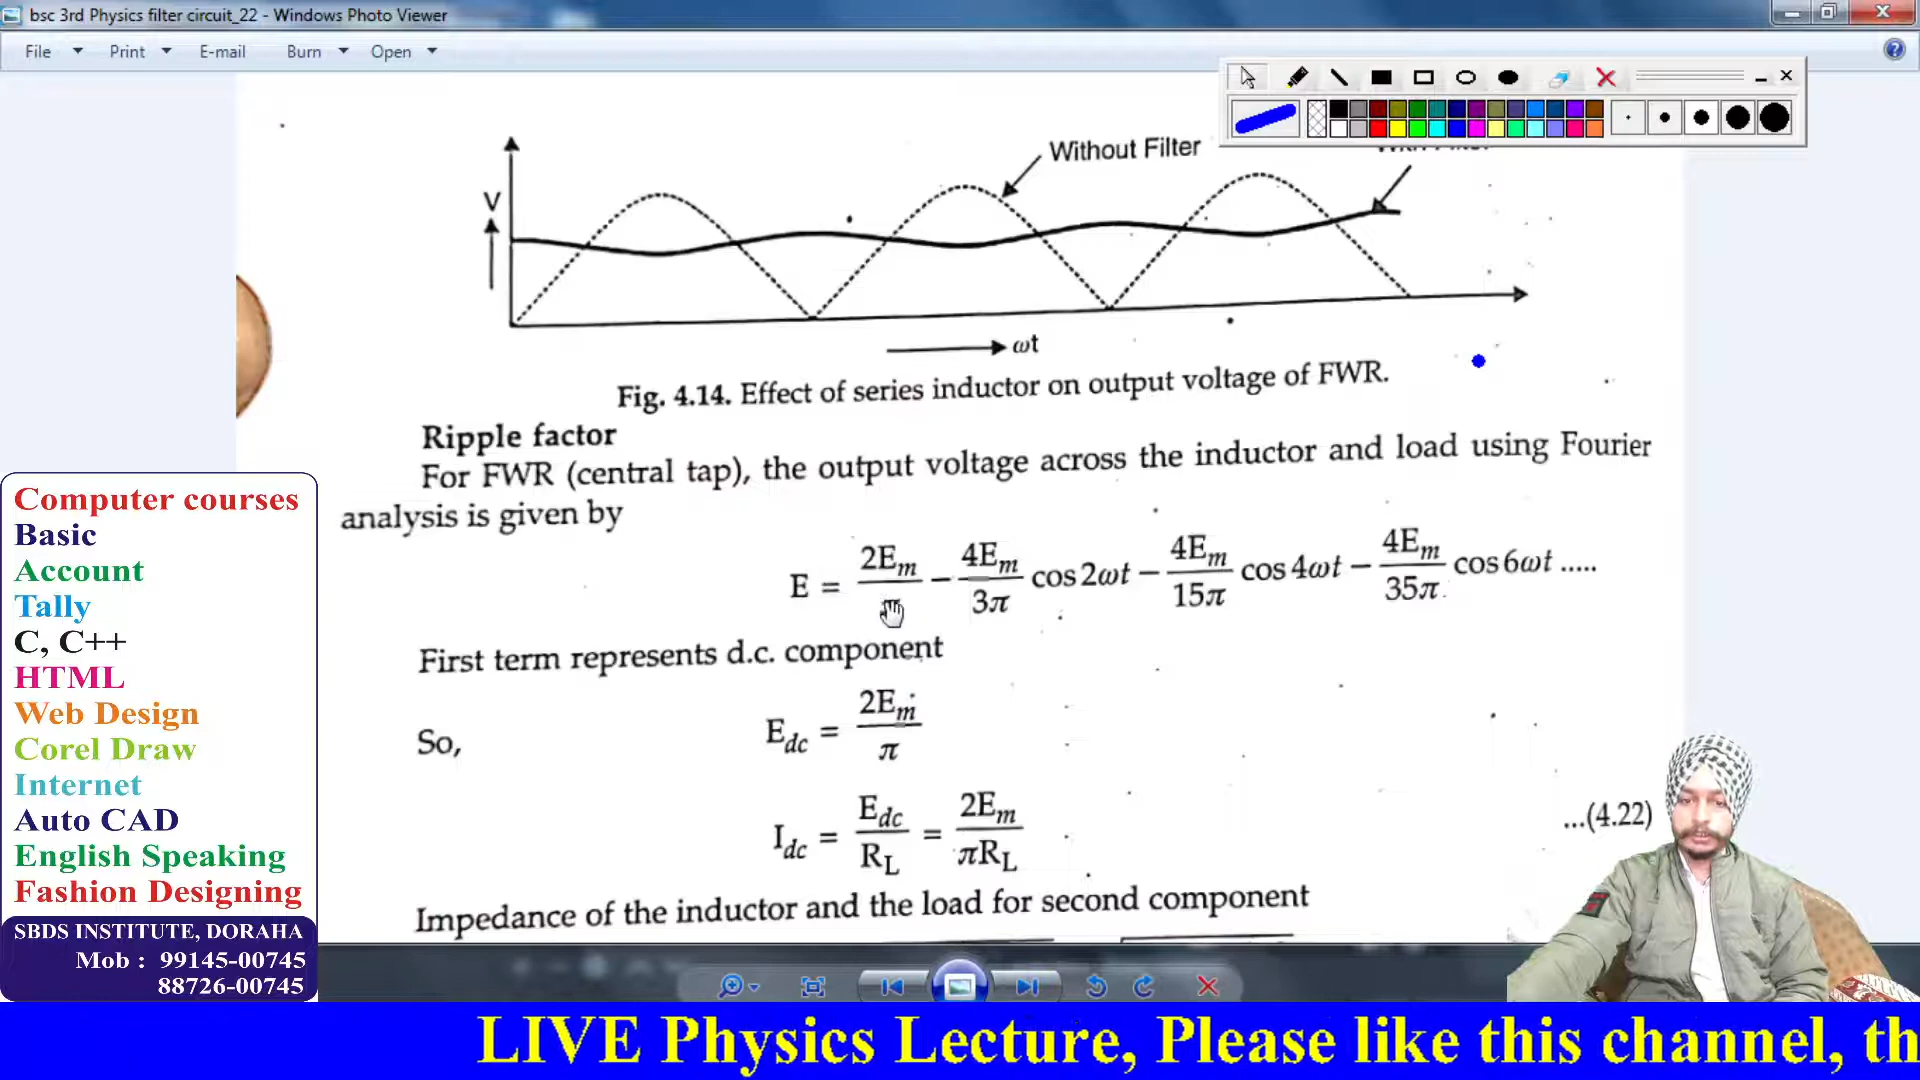 bsc 3rd Physics filter circuit_22 - Windows Photo Viewer
File Print E-mail Burn Open
Without Filter
V
ωt
Fig. 4.14. Effect of series inductor on output voltage of FWR.
Ripple factor
For FWR (central tap), the output voltage across the inductor and load using Fourier
analysis is given by
E = 2Em/ − 4Em/3π cos 2ωt − 4Em/15π cos 4ωt − 4Em/35π cos 6ωt .....
First term represents d.c. component
So, Edc = 2Em/π
Idc = Edc/RL = 2Em/πRL ...(4.22)
Impedance of the inductor and the load for second component
Computer courses
Basic
Account
Tally
C, C++
HTML
Web Design
Corel Draw
Internet
Auto CAD
English Speaking
Fashion Designing
SBDS INSTITUTE, DORAHA
Mob : 99145-00745
88726-00745
LIVE Physics Lecture, Please like this channel, th